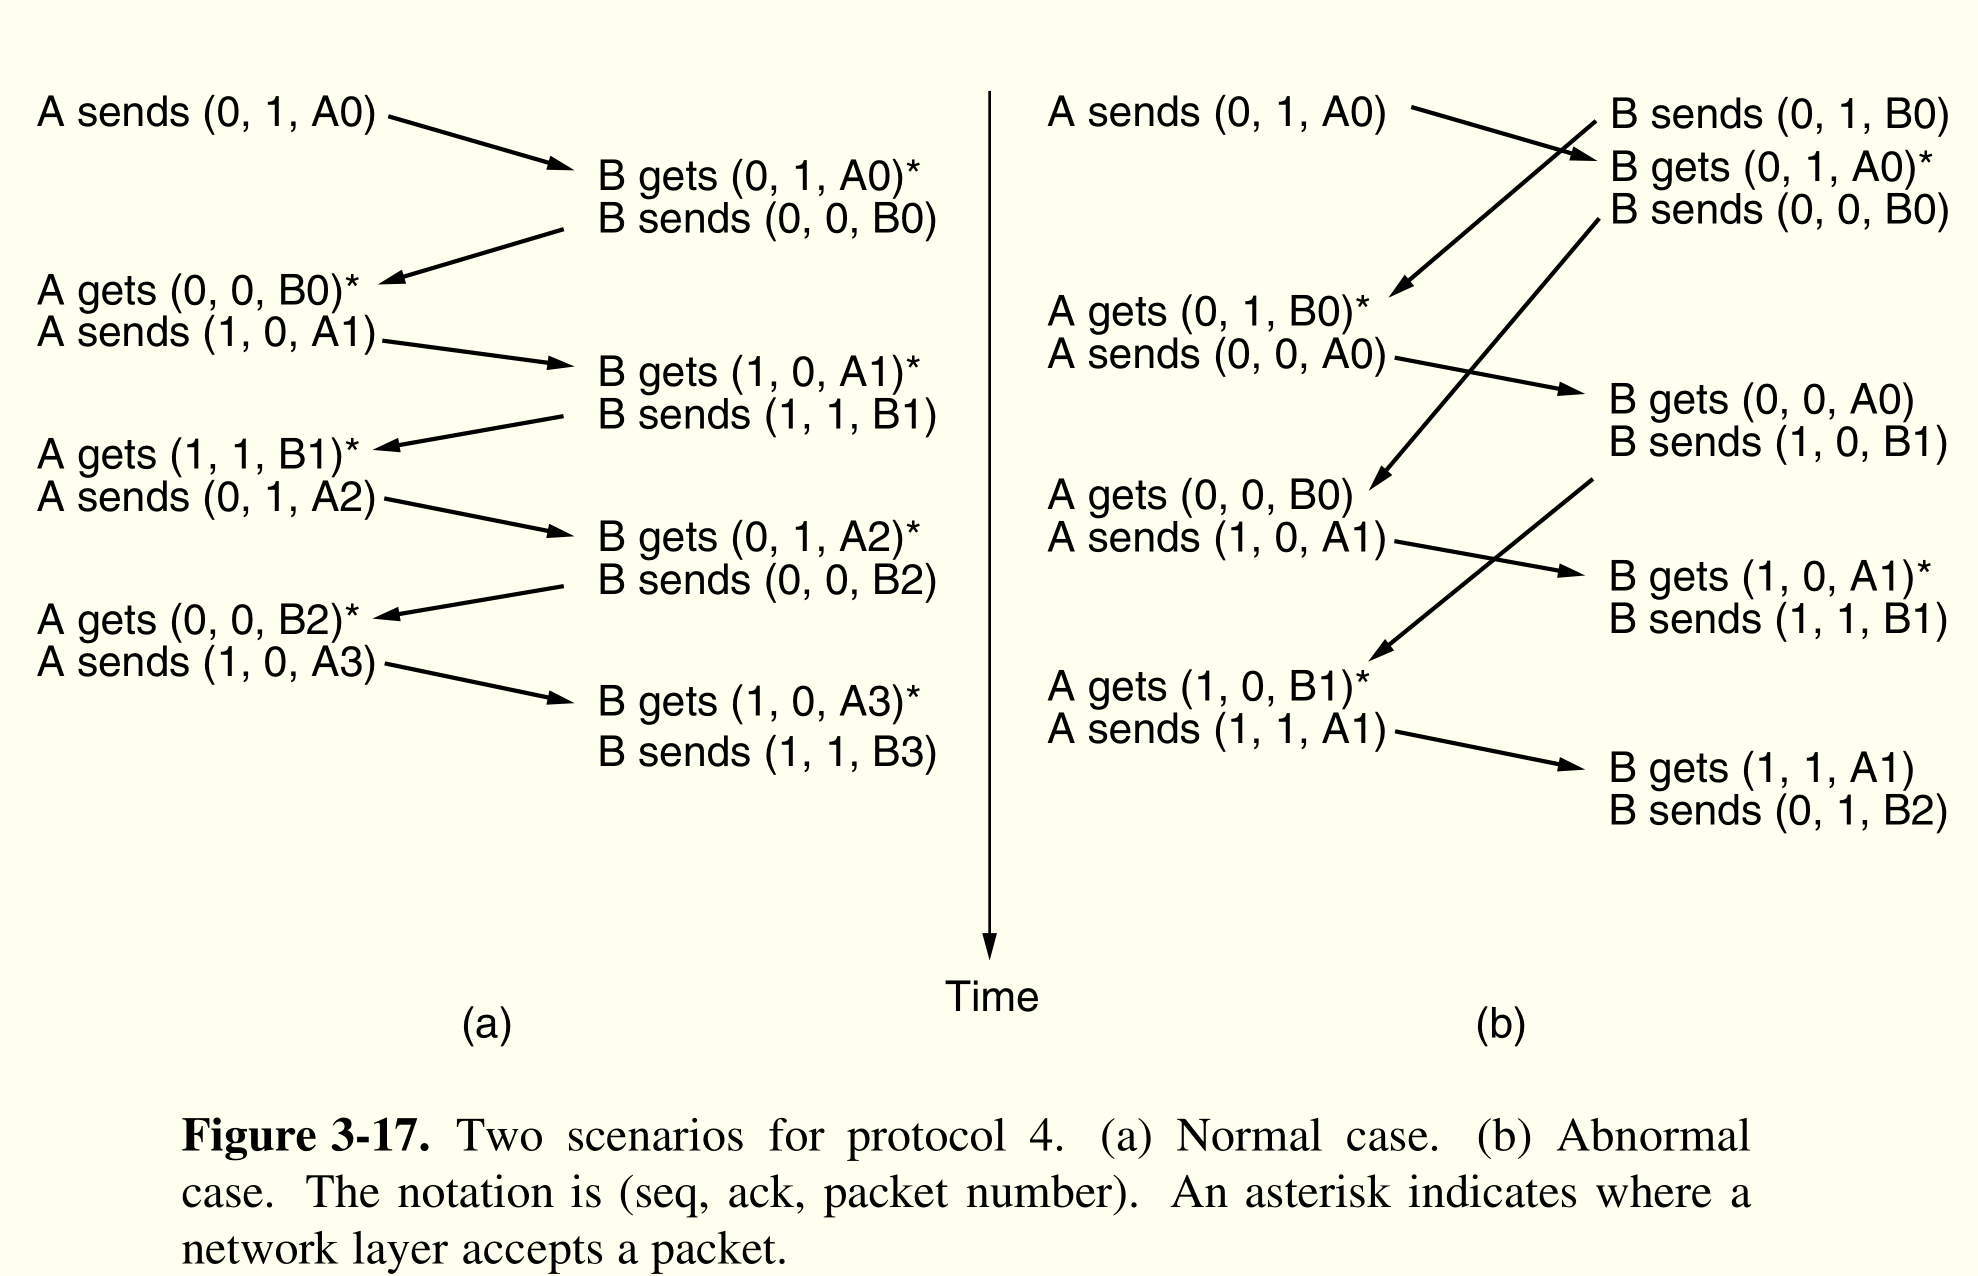 A sends (0, 1, A0)
B gets (0, 1, A0)*
B sends (0, 0, B0)
A gets (0, 0, B0)*
A sends (1, 0, A1)
B gets (1, 0, A1)*
B sends (1, 1, B1)
A gets (1, 1, B1)*
A sends (0, 1, A2)
B gets (0, 1, A2)*
B sends (0, 0, B2)
A gets (0, 0, B2)*
A sends (1, 0, A3)
B gets (1, 0, A3)*
B sends (1, 1, B3)
(a)
Time
A sends (0, 1, A0)
B sends (0, 1, B0)
B gets (0, 1, A0)*
B sends (0, 0, B0)
A gets (0, 1, B0)*
A sends (0, 0, A0)
B gets (0, 0, A0)
B sends (1, 0, B1)
A gets (0, 0, B0)
A sends (1, 0, A1)
B gets (1, 0, A1)*
B sends (1, 1, B1)
A gets (1, 0, B1)*
A sends (1, 1, A1)
B gets (1, 1, A1)
B sends (0, 1, B2)
(b)
Figure 3-17. Two scenarios for protocol 4. (a) Normal case. (b) Abnormal
case. The notation is (seq, ack, packet number). An asterisk indicates where a
network layer accepts a packet.